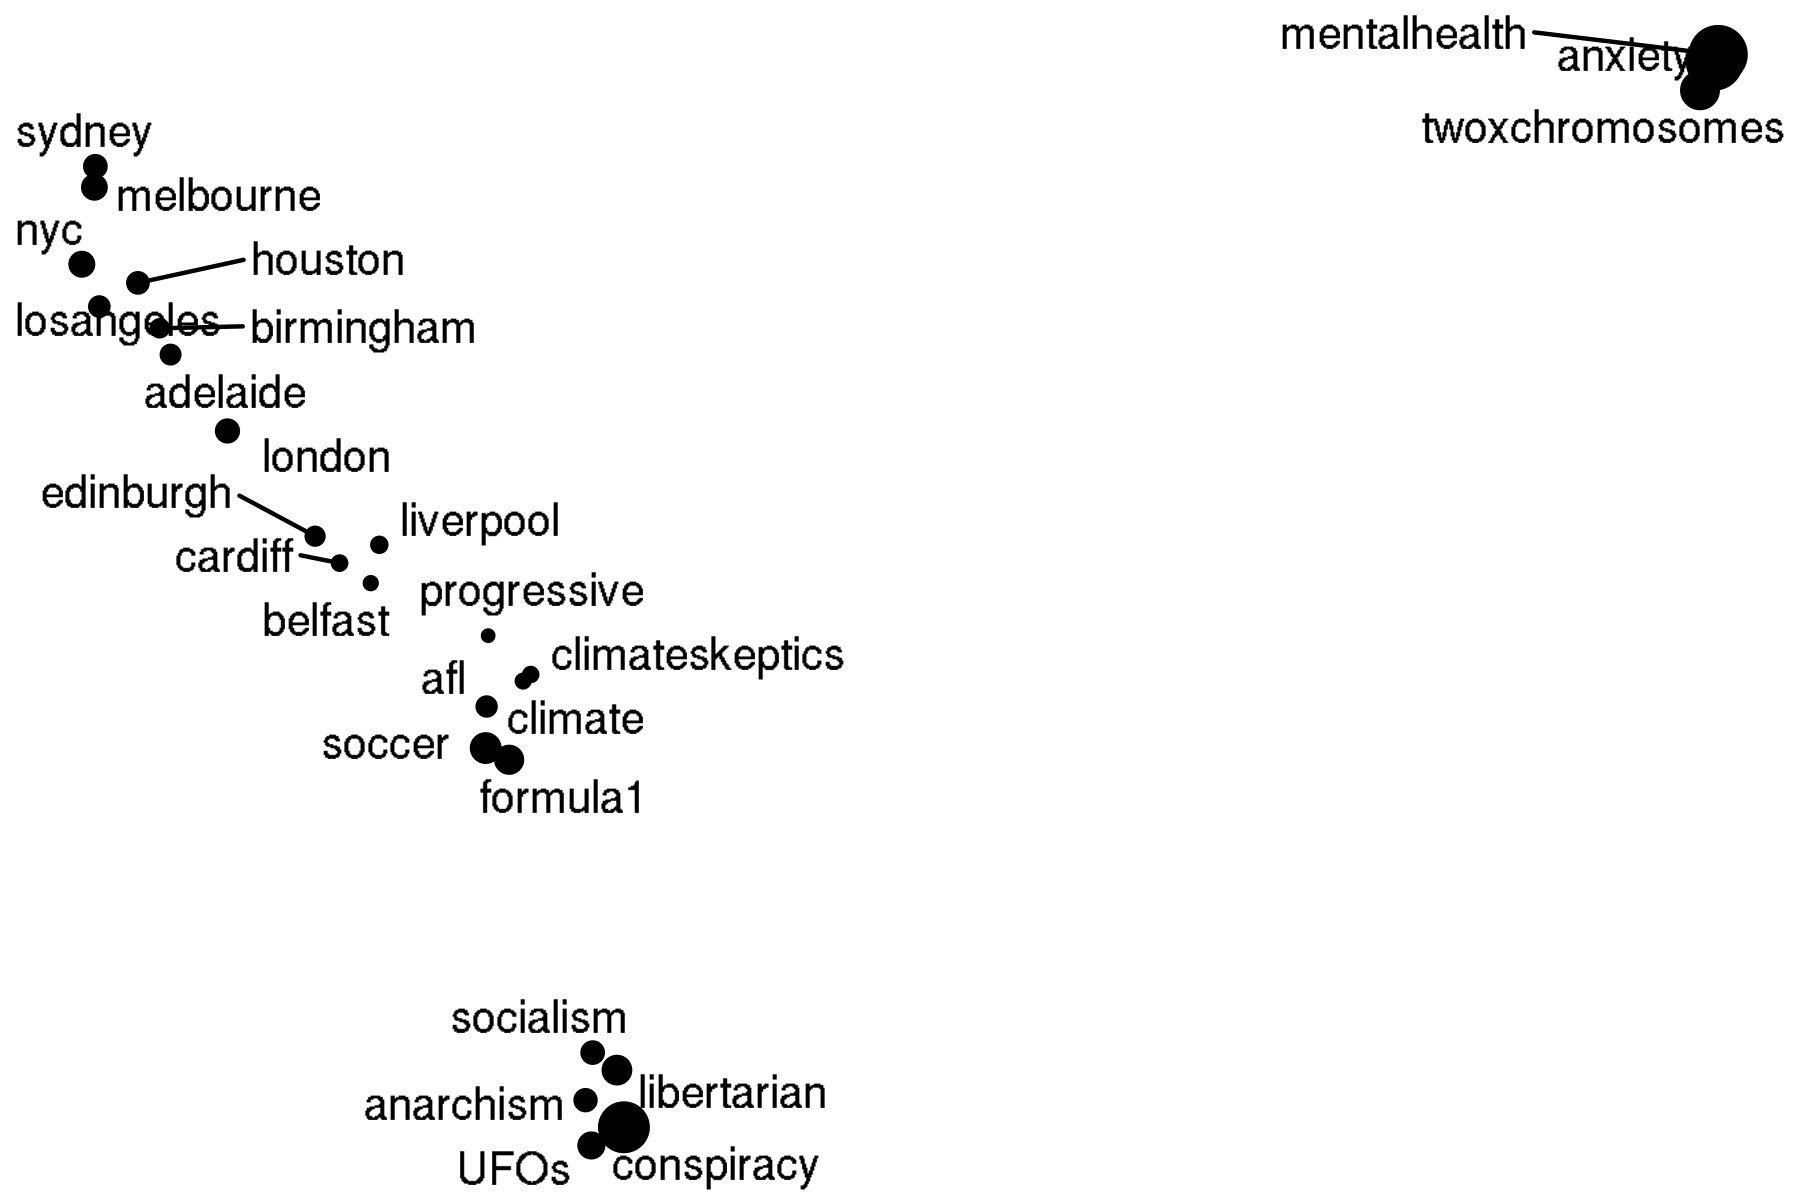 mentalhealth
anxiety
twoxchromosomes
sydney
melbourne
nyc
houston
losangeles
birmingham
adelaide
london
edinburgh
liverpool
cardiff
progressive
belfast
climateskeptics
afl
climate
soccer
formula1
socialism
libertarian
anarchism
conspiracy
UFOs